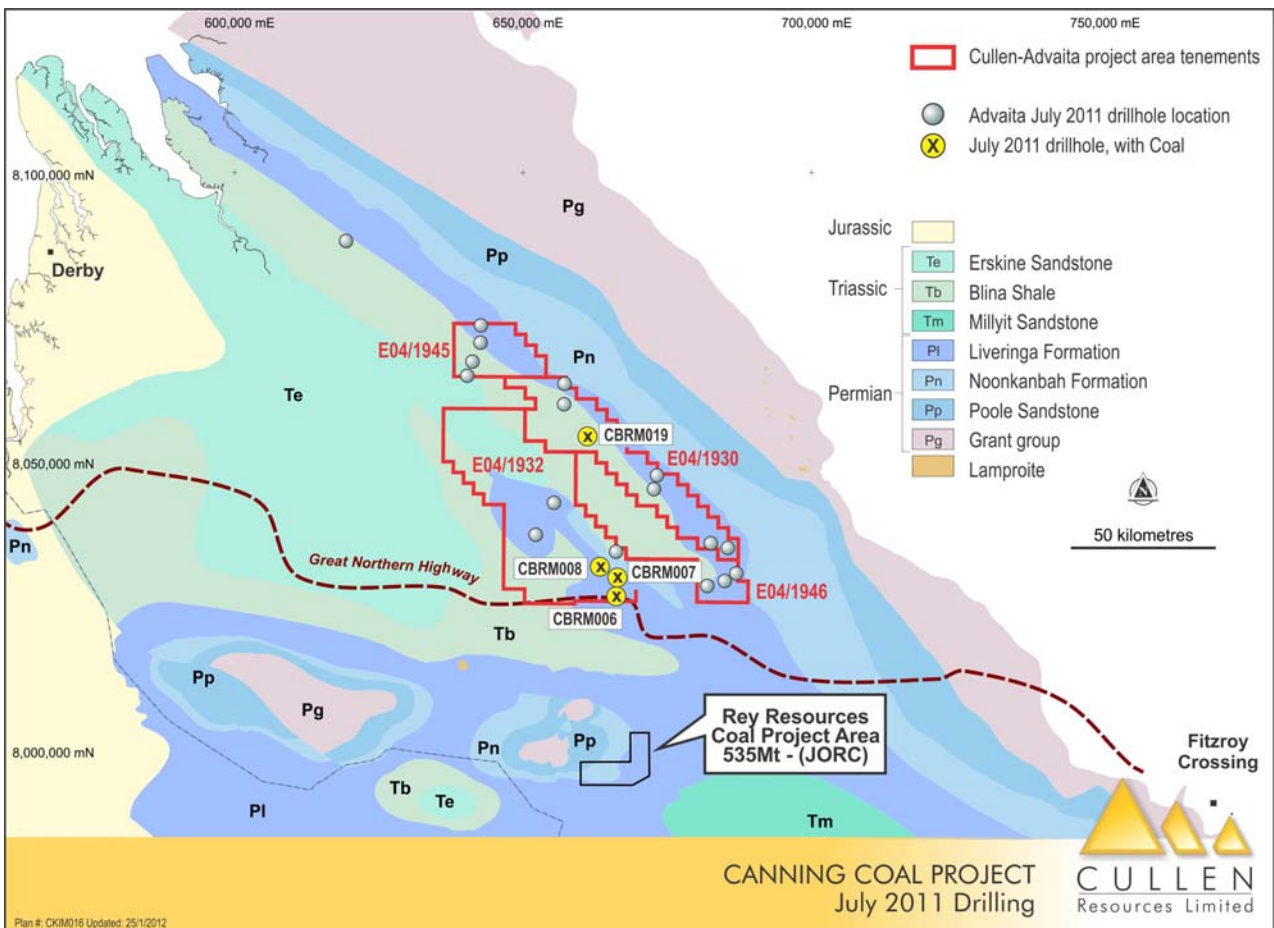 600,000 mE
650,000 mE
700,000 mE
750,000 mE
Cullen-Advaita project area tenements
Advaita July 2011 drillhole location
X
July 2011 drillhole, with Coal
8,100,000 mN
Pg
Pp
Derby
Jurassic
Triassic
Te Erskine Sandstone
Tb Blina Shale
Tm Millyit Sandstone
Permian
Pl Liveringa Formation
Pn Noonkanbah Formation
Pp Poole Sandstone
Pg Grant group
Lamproite
E04/1945
Pn
Te
X CBRM019
E04/1932
E04/1930
8,050,000 mN
N
50 kilometres
Pn
Great Northern Highway
CBRM008 X
X CBRM007
X
CBRM006
E04/1946
Tb
Pp
Pg
Pn
Pp
Rey Resources
Coal Project Area
535Mt - (JORC)
8,000,000 mN
Fitzroy
Crossing
Tb
Te
Pl
Tm
CANNING COAL PROJECT
July 2011 Drilling
CULLEN
Resources Limited
Plan #: CKIM016 Updated: 25/1/2012